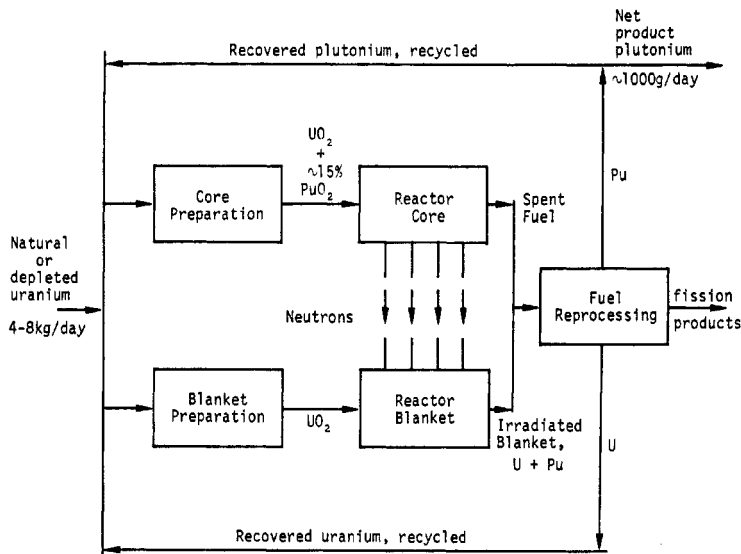 Recovered plutonium, recycled
Net
product
plutonium
~1000g/day
UO₂
+
~15%
PuO₂
Pu
Core
Preparation
Reactor
Core
Spent
Fuel
Natural
or
depleted
uranium
4-8kg/day
Neutrons
Fuel
Reprocessing
fission
products
Blanket
Preparation
UO₂
Reactor
Blanket
Irradiated
Blanket,
U + Pu
U
Recovered uranium, recycled